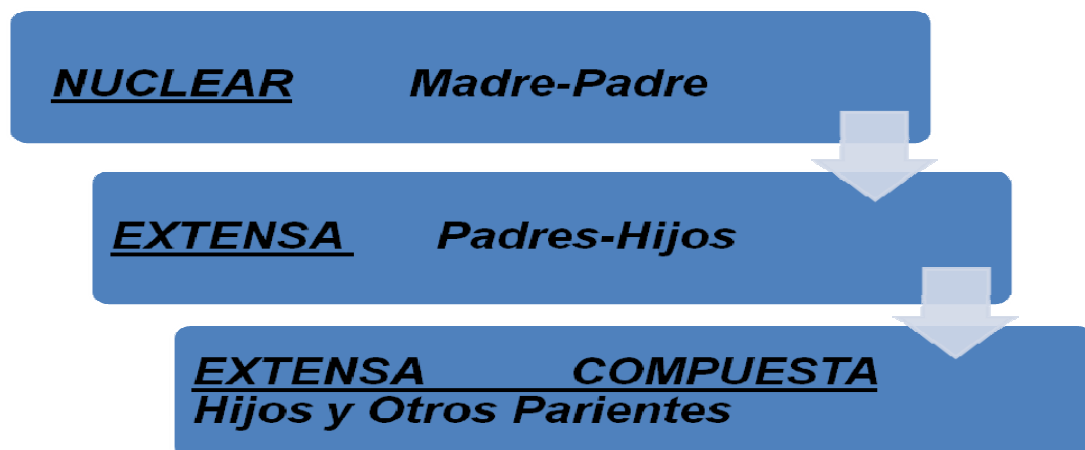 NUCLEAR Madre-Padre
EXTENSA Padres-Hijos
EXTENSA COMPUESTA
Hijos y Otros Parientes